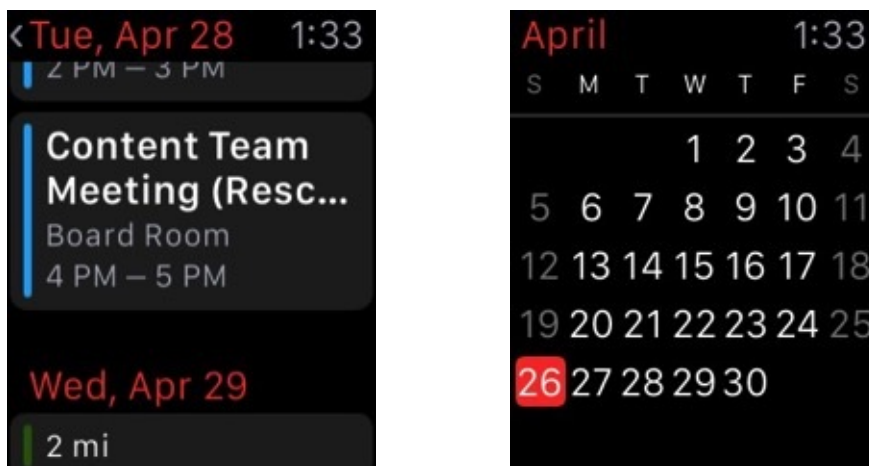 <Tue, Apr 28 1:33
2 PM – 3 PM
Content Team
Meeting (Resc...
Board Room
4 PM – 5 PM
Wed, Apr 29
2 mi
April 1:33
S M T W T F S
1 2 3 4
5 6 7 8 9 10 11
12 13 14 15 16 17 18
19 20 21 22 23 24 25
26 27 28 29 30